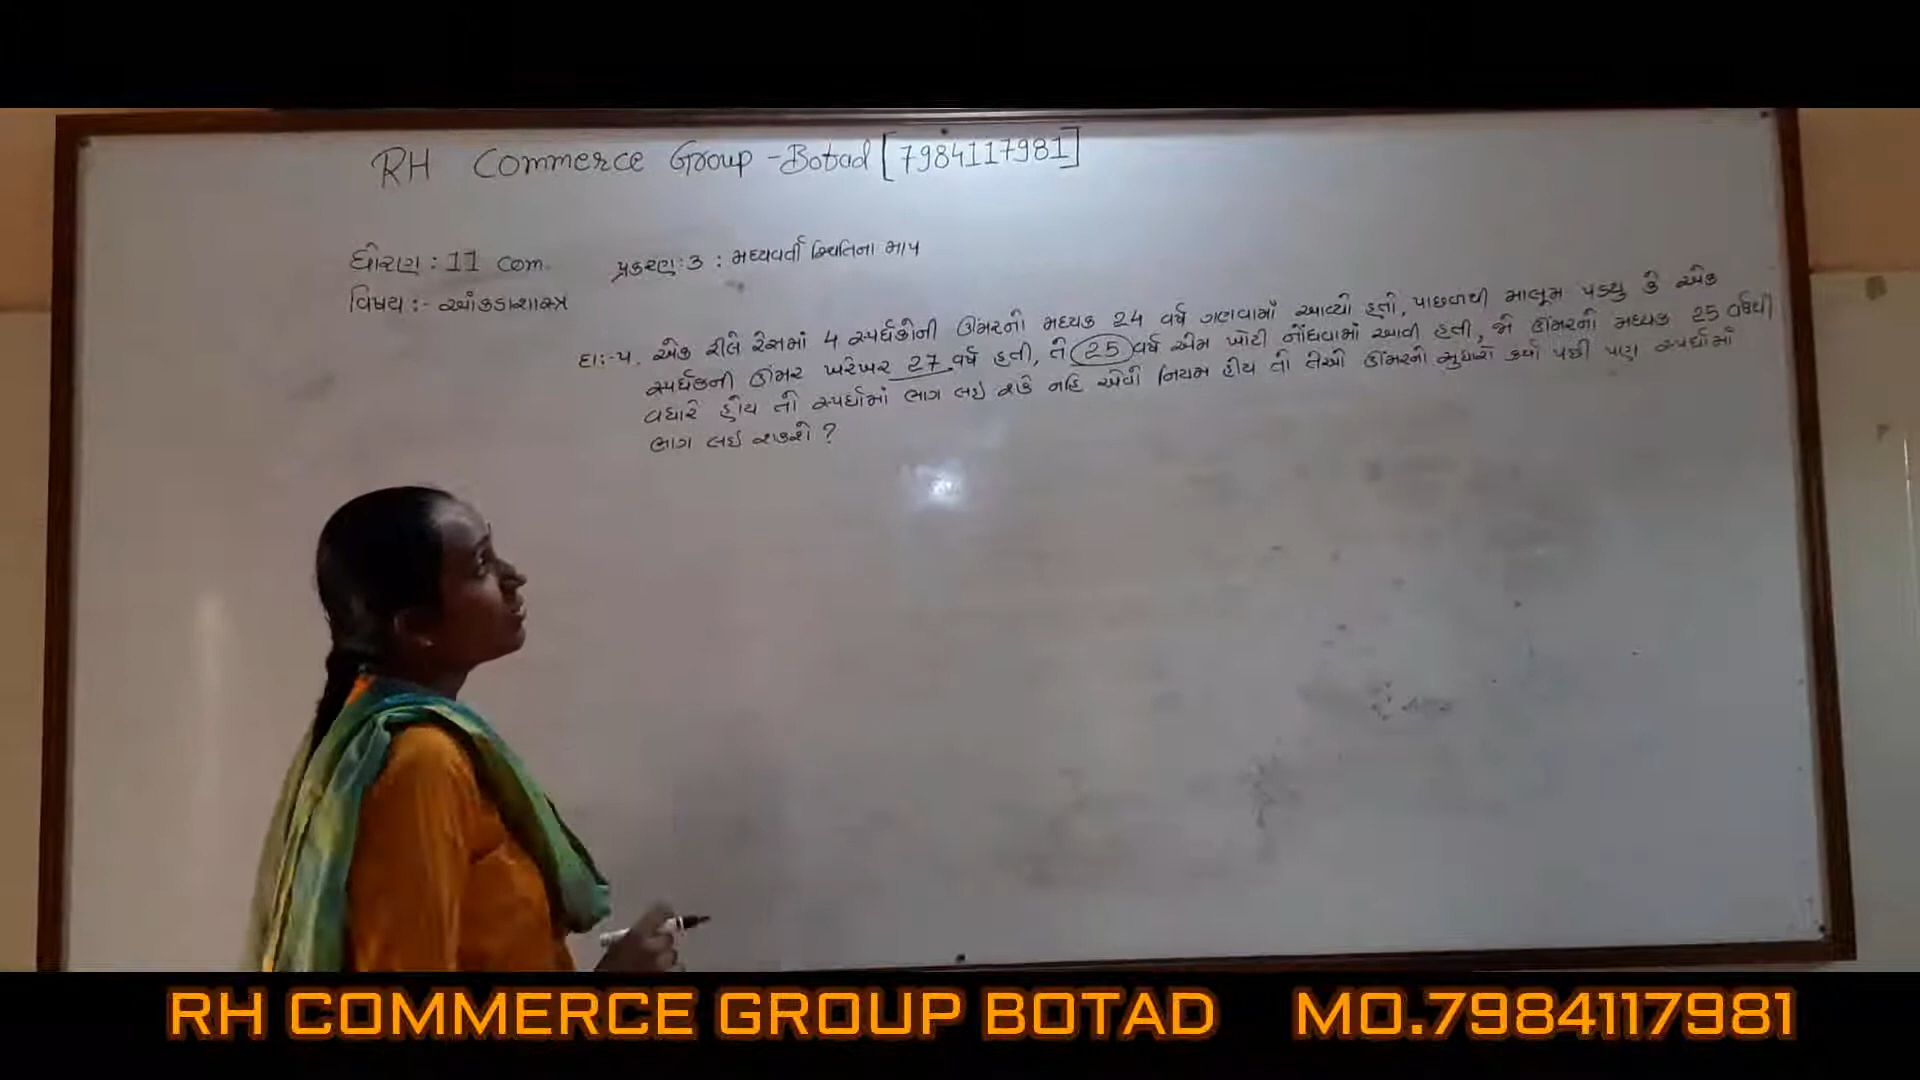 RH Commerce Group - Botad [7984117981]
ધોરણ : 11 com. પ્રકરણ : 3 : મધ્યવર્તી સ્થિતિના માપ
વિષય :- આંકડાશાસ્ત્ર
દા:-પ. એક રીલે રેસમાં 4 સ્પર્ધકોની ઊંમરનો મધ્યક 24 વર્ષ ગણવામાં આવ્યો હતો, પાછળથી માલૂમ પડ્યુ કે એક
સ્પર્ધકની ઊંમર ખરેખર 27 વર્ષ હતી, તે 25 વર્ષ એમ ખોટી નોંધવામાં આવી હતી, જો ઊંમરનો મધ્યક 25 વર્ષથી
વધારે હોય તો સ્પર્ધામાં ભાગ લઇ શકે નહિ એવો નિયમ હોય તો તેઓ ઊંમરનો સુધારો કર્યા પછી પણ સ્પર્ધામાં
ભાગ લઇ શકશે ?
RH COMMERCE GROUP BOTAD MO.7984117981